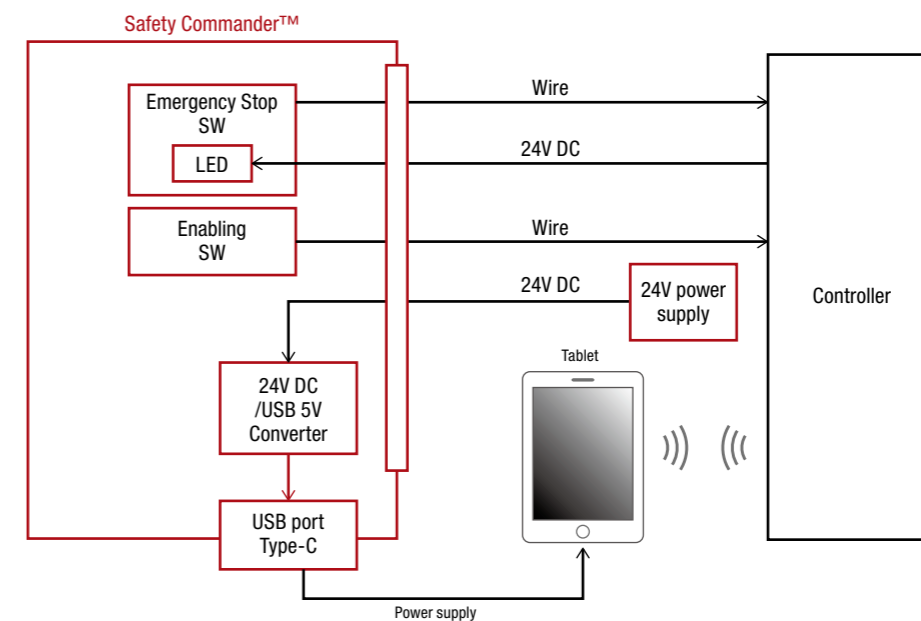 Safety Commander™
Emergency Stop
SW
LED
Enabling
SW
Wire
24V DC
Wire
24V DC
24V power
supply
Controller
Tablet
24V DC
/USB 5V
Converter
USB port
Type-C
Power supply